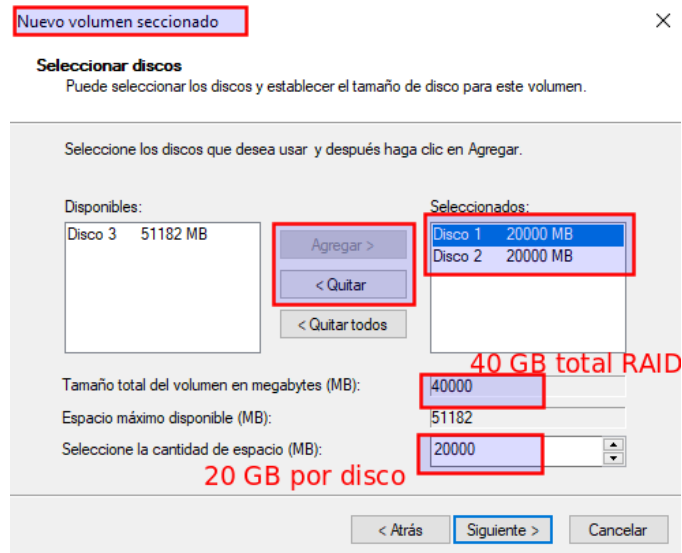 Nuevo volumen seccionado
Seleccionar discos
Puede seleccionar los discos y establecer el tamaño de disco para este volumen.
Seleccione los discos que desea usar y después haga clic en Agregar.
Disponibles:
Seleccionados:
Disco 3 51182 MB
Agregar >
Disco 1 20000 MB
Disco 2 20000 MB
< Quitar
< Quitar todos
40 GB total RAID
Tamaño total del volumen en megabytes (MB): 40000
Espacio máximo disponible (MB): 51182
Seleccione la cantidad de espacio (MB): 20000
20 GB por disco
< Atrás Siguiente > Cancelar